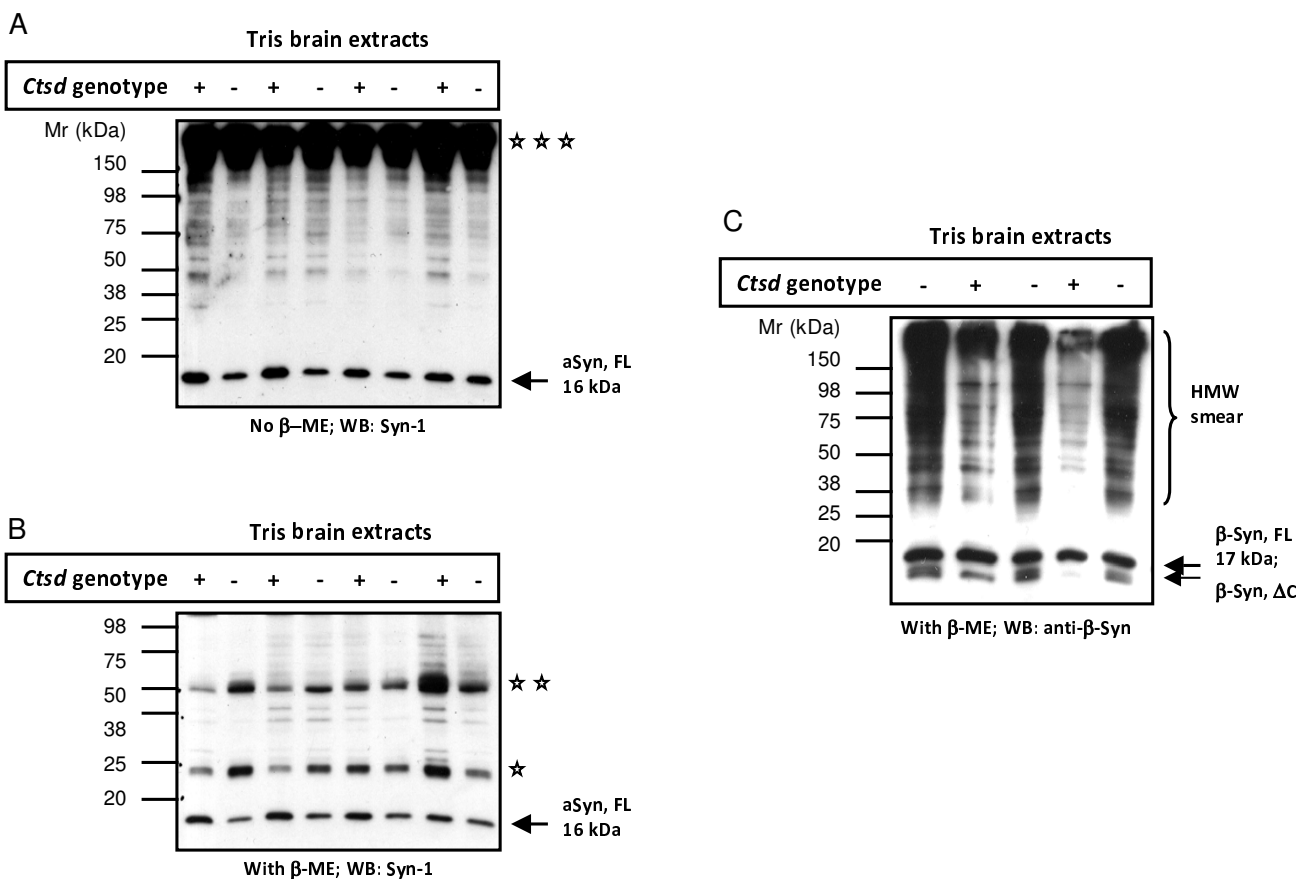 A
Tris brain extracts
Ctsd genotype + - + - + - + -
Mr (kDa)
150
98
75
50
38
25
20
☆ ☆ ☆
aSyn, FL
16 kDa
No β–ME; WB: Syn-1
B
Tris brain extracts
Ctsd genotype + - + - + - + -
98
75
50
38
25
20
☆ ☆
☆
aSyn, FL
16 kDa
With β-ME; WB: Syn-1
C
Tris brain extracts
Ctsd genotype - + - + -
Mr (kDa)
150
98
75
50
38
25
20
HMW
smear
β-Syn, FL
17 kDa;
β-Syn, ΔC
With β-ME; WB: anti-β-Syn